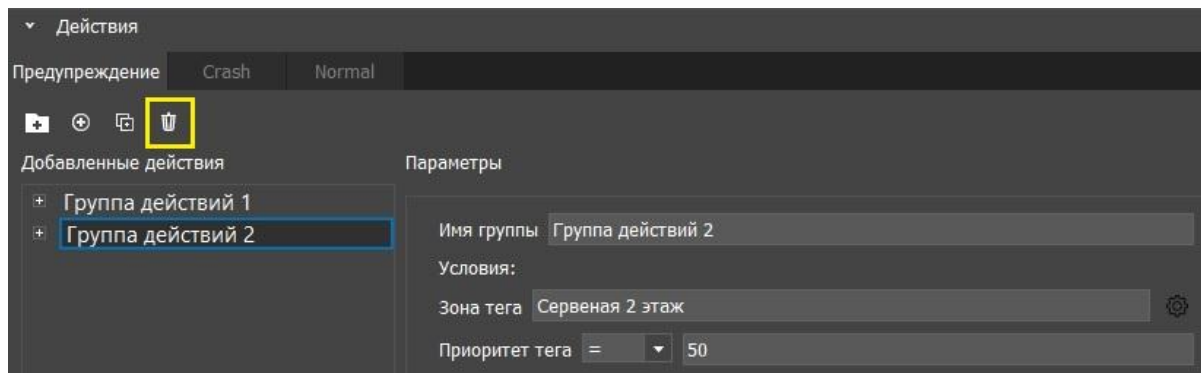 Действия
Предупреждение Crash Normal
Добавленные действия Параметры
Группа действий 1
Группа действий 2
Имя группы Группа действий 2
Условия:
Зона тега Сервеная 2 этаж
Приоритет тега = 50